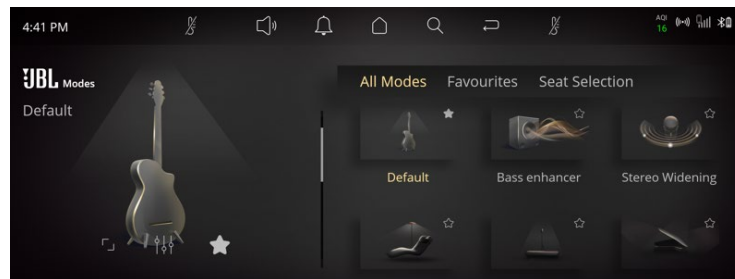 4:41 PM
AQI
16
JBL Modes
Default
All Modes Favourites Seat Selection
Default Bass enhancer Stereo Widening